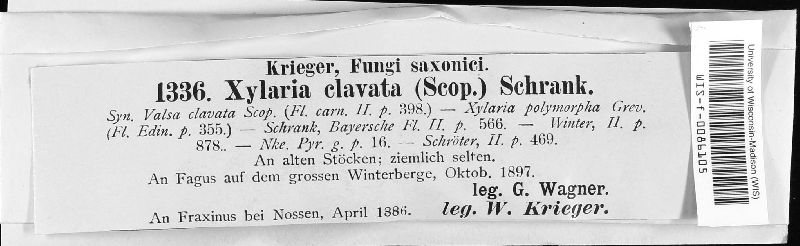 Krieger, Fungi saxonici.
1336. Xylaria clavata (Scop.) Schrank.
Syn. Valsa clavata Scop. (Fl. carn. II. p. 398.) — Xylaria polymorpha Grev.
(Fl. Edin. p. 355.) — Schrank, Bayersche Fl. II. p. 566. — Winter, II. p.
878.. — Nke. Pyr. g. p. 16. — Schröter, II. p. 469.
An alten Stöcken; ziemlich selten.
An Fagus auf dem grossen Winterberge, Oktob. 1897.
leg. G. Wagner.
An Fraxinus bei Nossen, April 1886. leg. W. Krieger.
University of Wisconsin-Madison (WIS)
WIS-f-0086105